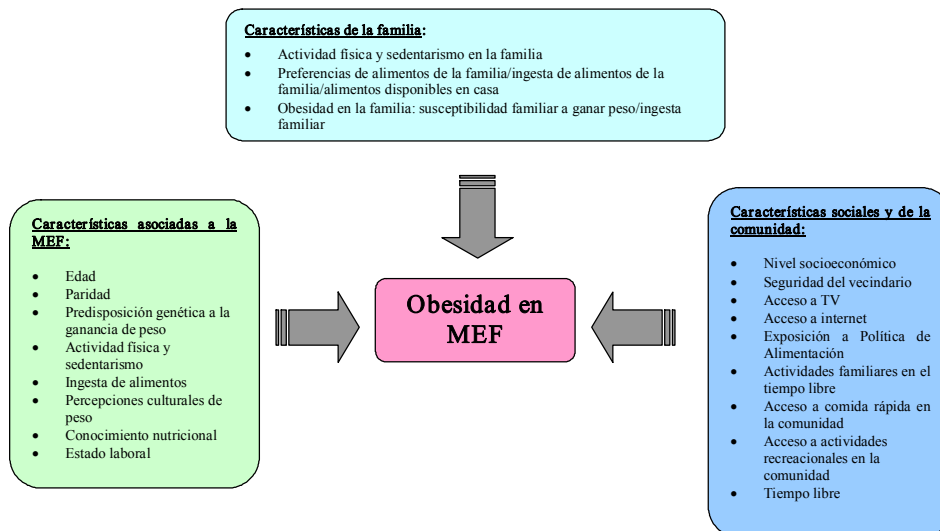 Características de la familia:
• Actividad física y sedentarismo en la familia
• Preferencias de alimentos de la familia/ingesta de alimentos de la
familia/alimentos disponibles en casa
• Obesidad en la familia: susceptibilidad familiar a ganar peso/ingesta
familiar
Características asociadas a la
MEF:
• Edad
• Paridad
• Predisposición genética a la
ganancia de peso
• Actividad física y
sedentarismo
• Ingesta de alimentos
• Percepciones culturales de
peso
• Conocimiento nutricional
• Estado laboral
Obesidad en
MEF
Características sociales y de la
comunidad:
• Nivel socioeconómico
• Seguridad del vecindario
• Acceso a TV
• Acceso a internet
• Exposición a Política de
Alimentación
• Actividades familiares en el
tiempo libre
• Acceso a comida rápida en
la comunidad
• Acceso a actividades
recreacionales en la
comunidad
• Tiempo libre